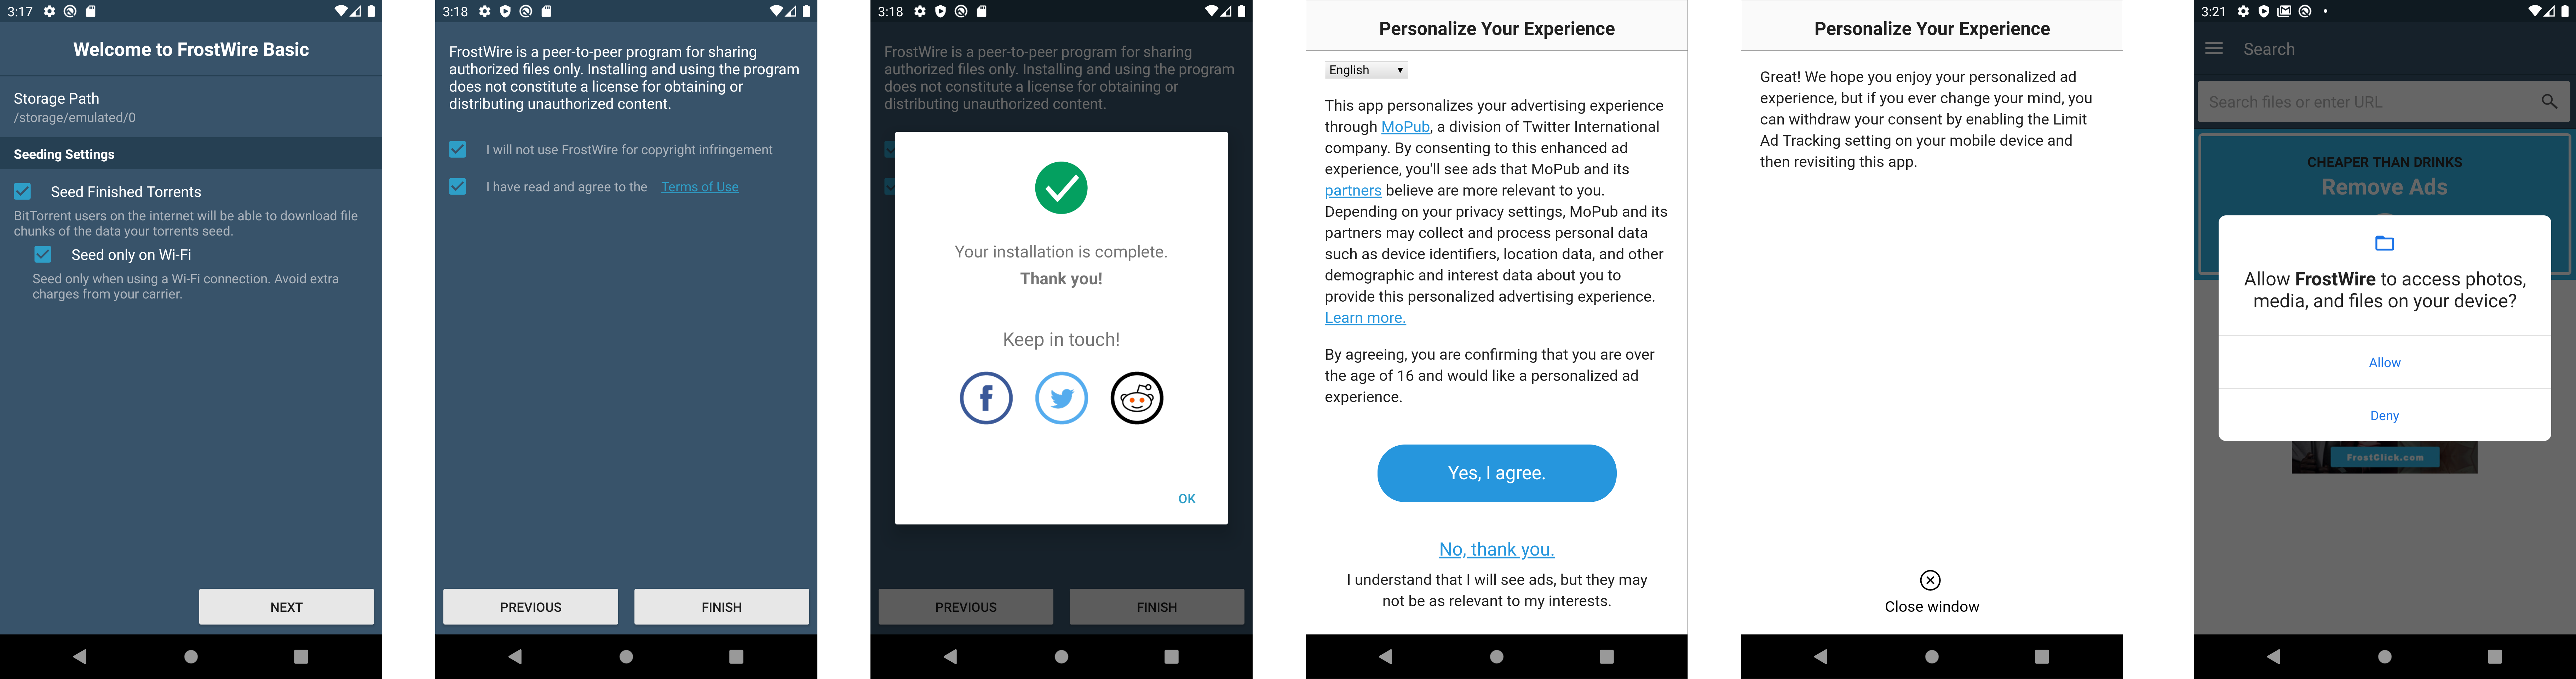 3:17
Welcome to FrostWire Basic
Storage Path
/storage/emulated/0
Seeding Settings
Seed Finished Torrents
BitTorrent users on the internet will be able to download file
chunks of the data your torrents seed.
Seed only on Wi-Fi
Seed only when using a Wi-Fi connection. Avoid extra
charges from your carrier.
NEXT
3:18
FrostWire is a peer-to-peer program for sharing
authorized files only. Installing and using the program
does not constitute a license for obtaining or
distributing unauthorized content.
I will not use FrostWire for copyright infringement
I have read and agree to the Terms of Use
PREVIOUS
FINISH
3:18
FrostWire is a peer-to-peer program for sharing
authorized files only. Installing and using the program
does not constitute a license for obtaining or
distributing unauthorized content.
Your installation is complete.
Thank you!
Keep in touch!
OK
PREVIOUS
FINISH
Personalize Your Experience
English
This app personalizes your advertising experience
through MoPub, a division of Twitter International
company. By consenting to this enhanced ad
experience, you'll see ads that MoPub and its
partners believe are more relevant to you.
Depending on your privacy settings, MoPub and its
partners may collect and process personal data
such as device identifiers, location data, and other
demographic and interest data about you to
provide this personalized advertising experience.
Learn more.
By agreeing, you are confirming that you are over
the age of 16 and would like a personalized ad
experience.
Yes, I agree.
No, thank you.
I understand that I will see ads, but they may
not be as relevant to my interests.
Personalize Your Experience
Great! We hope you enjoy your personalized ad
experience, but if you ever change your mind, you
can withdraw your consent by enabling the Limit
Ad Tracking setting on your mobile device and
then revisiting this app.
Close window
3:21
Search
Search files or enter URL
CHEAPER THAN DRINKS
Remove Ads
Allow FrostWire to access photos,
media, and files on your device?
Allow
Deny
FrostClick.com